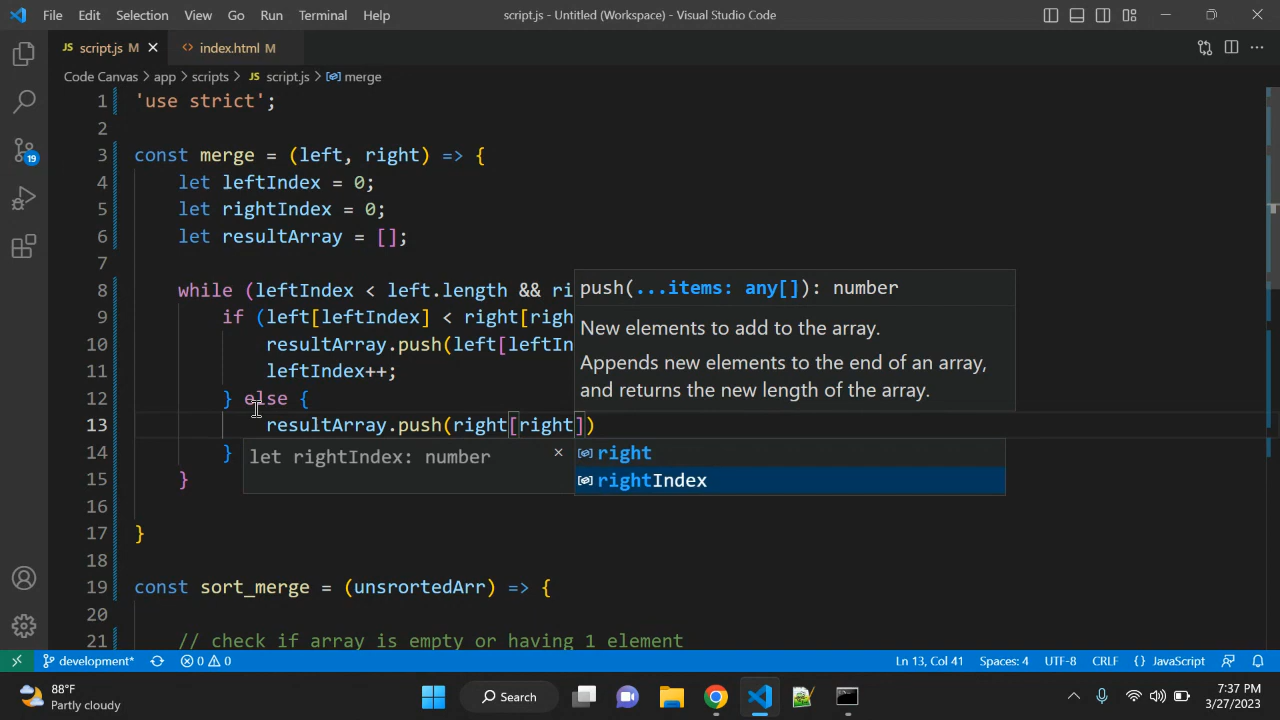 File Edit Selection View Go Run Terminal Help script.js - Untitled (Workspace) - Visual Studio Code
JS script.js M × <> index.html M ···
Code Canvas > app > scripts > JS script.js > merge
1 'use strict';
2
3 const merge = (left, right) => {
4 let leftIndex = 0;
5 let rightIndex = 0;
6 let resultArray = [];
7
8 while (leftIndex < left.length && ri
push(...items: any[]): number
9 if (left[leftIndex] < right[righ
New elements to add to the array.
10 resultArray.push(left[leftIn
Appends new elements to the end of an array,
11 leftIndex++;
and returns the new length of the array.
12 } else {
13 resultArray.push(right[right])
14 }
let rightIndex: number ×
right
rightIndex
15 }
16
17 }
18
19 const sort_merge = (unsrortedArr) => {
20
21 // check if array is empty or having 1 element
19
development* 0 0 Ln 13, Col 41 Spaces: 4 UTF-8 CRLF {} JavaScript
88°F
Partly cloudy
Search
7:37 PM
3/27/2023